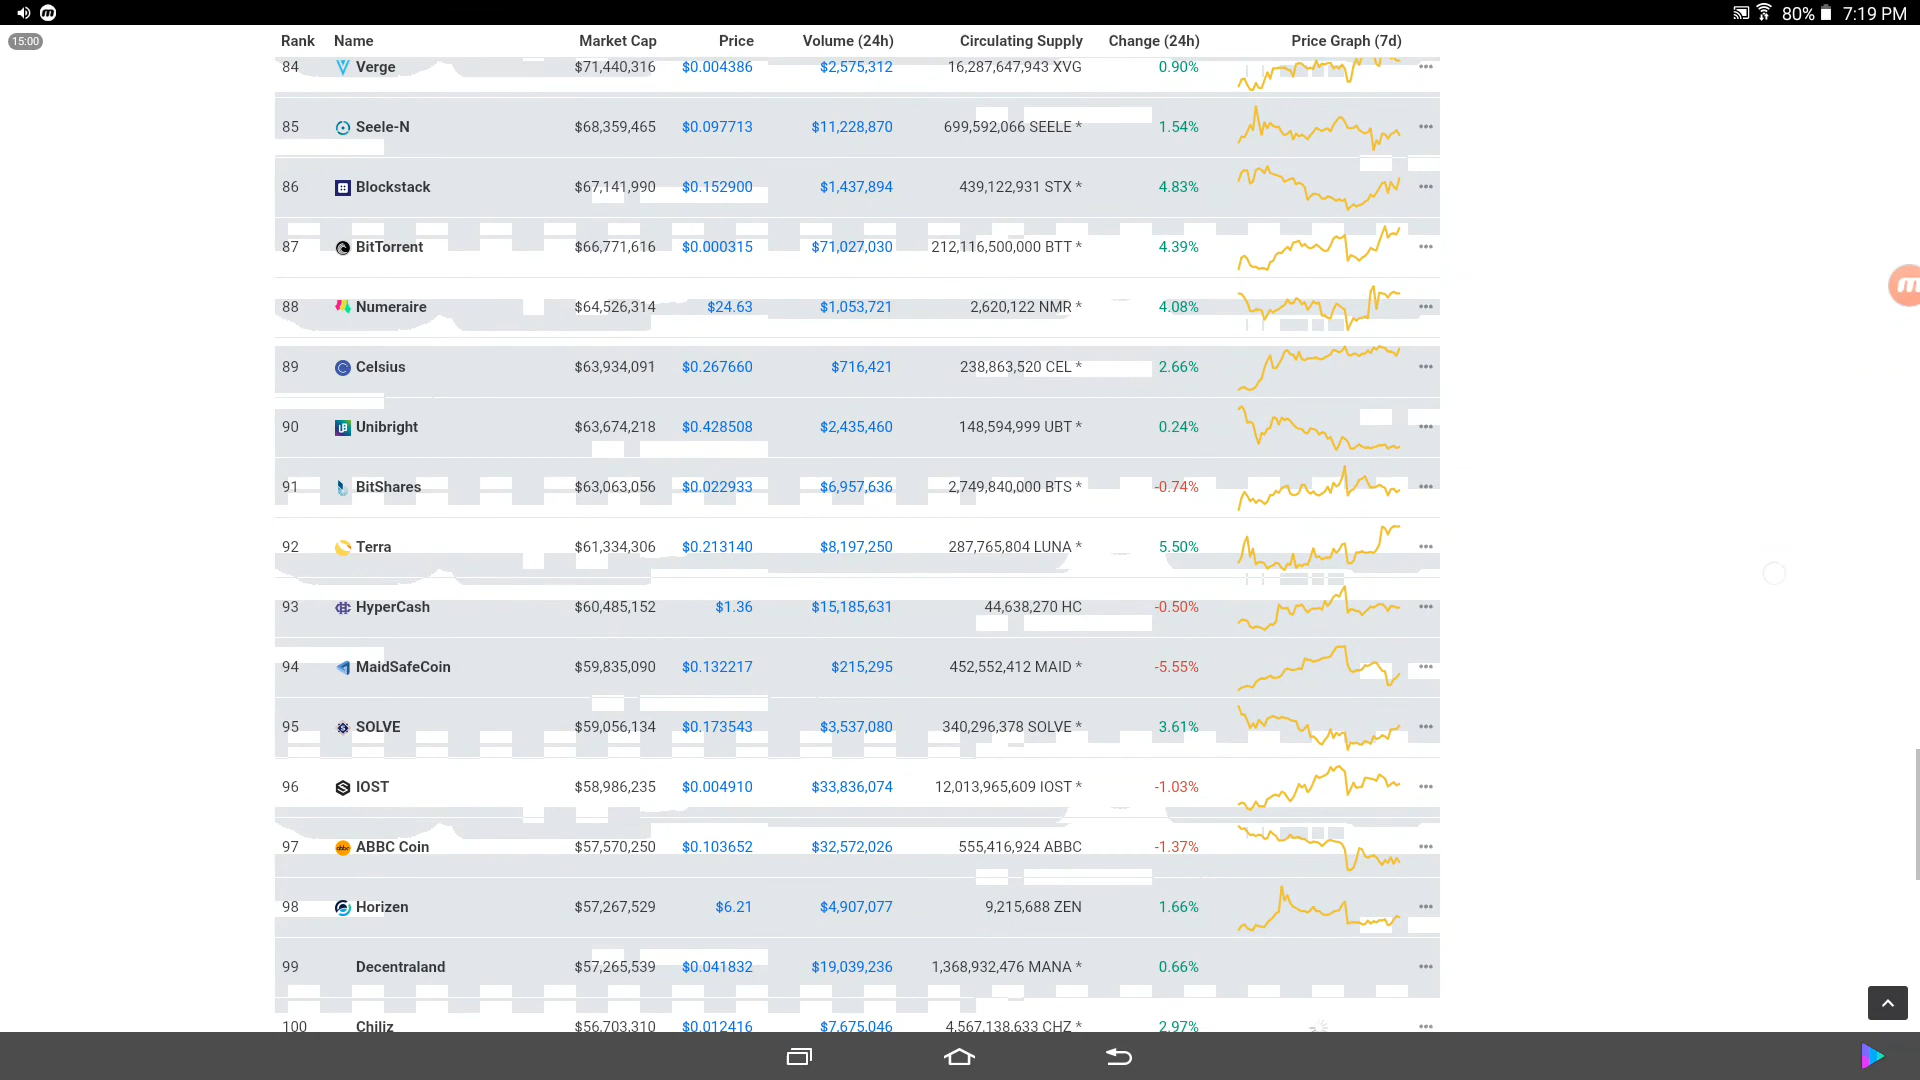 80% 7:19 PM
15:00
Rank Name Market Cap Price Volume (24h) Circulating Supply Change (24h) Price Graph (7d)
84 Verge $71,440,316 $0.004386 $2,575,312 16,287,647,943 XVG 0.90%
85 Seele-N $68,359,465 $0.097713 $11,228,870 699,592,066 SEELE * 1.54%
86 Blockstack $67,141,990 $0.152900 $1,437,894 439,122,931 STX * 4.83%
87 BitTorrent $66,771,616 $0.000315 $71,027,030 212,116,500,000 BTT * 4.39%
88 Numeraire $64,526,314 $24.63 $1,053,721 2,620,122 NMR * 4.08%
89 Celsius $63,934,091 $0.267660 $716,421 238,863,520 CEL * 2.66%
90 Unibright $63,674,218 $0.428508 $2,435,460 148,594,999 UBT * 0.24%
91 BitShares $63,063,056 $0.022933 $6,957,636 2,749,840,000 BTS * -0.74%
92 Terra $61,334,306 $0.213140 $8,197,250 287,765,804 LUNA * 5.50%
93 HyperCash $60,485,152 $1.36 $15,185,631 44,638,270 HC -0.50%
94 MaidSafeCoin $59,835,090 $0.132217 $215,295 452,552,412 MAID * -5.55%
95 SOLVE $59,056,134 $0.173543 $3,537,080 340,296,378 SOLVE * 3.61%
96 IOST $58,986,235 $0.004910 $33,836,074 12,013,965,609 IOST * -1.03%
97 ABBC Coin $57,570,250 $0.103652 $32,572,026 555,416,924 ABBC -1.37%
98 Horizen $57,267,529 $6.21 $4,907,077 9,215,688 ZEN 1.66%
99 Decentraland $57,265,539 $0.041832 $19,039,236 1,368,932,476 MANA * 0.66%
100 Chiliz $56,703,310 $0.012416 $7,675,046 4,567,138,633 CHZ * 2.97%